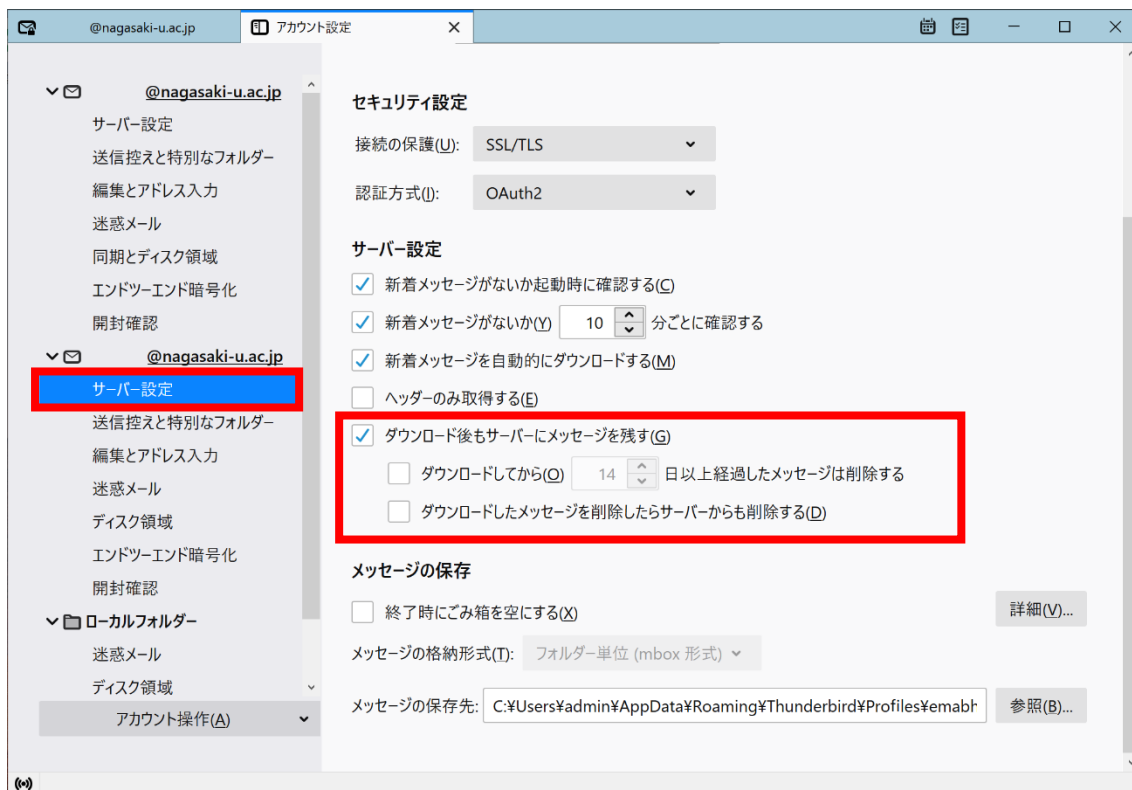 @nagasaki-u.ac.jp
アカウント設定
@nagasaki-u.ac.jp
サーバー設定
送信控えと特別なフォルダー
編集とアドレス入力
迷惑メール
同期とディスク領域
エンドツーエンド暗号化
開封確認
@nagasaki-u.ac.jp
サーバー設定
送信控えと特別なフォルダー
編集とアドレス入力
迷惑メール
ディスク領域
エンドツーエンド暗号化
開封確認
ローカルフォルダー
迷惑メール
ディスク領域
アカウント操作(A)
セキュリティ設定
接続の保護(U): SSL/TLS
認証方式(I): OAuth2
サーバー設定
新着メッセージがないか起動時に確認する(C)
新着メッセージがないか(Y) 10 分ごとに確認する
新着メッセージを自動的にダウンロードする(M)
ヘッダーのみ取得する(E)
ダウンロード後もサーバーにメッセージを残す(G)
ダウンロードしてから(O) 14 日以上経過したメッセージは削除する
ダウンロードしたメッセージを削除したらサーバーからも削除する(D)
メッセージの保存
終了時にごみ箱を空にする(X)
詳細(V)...
メッセージの格納形式(T): フォルダー単位 (mbox 形式)
メッセージの保存先: C:¥Users¥admin¥AppData¥Roaming¥Thunderbird¥Profiles¥emabh 参照(B)...